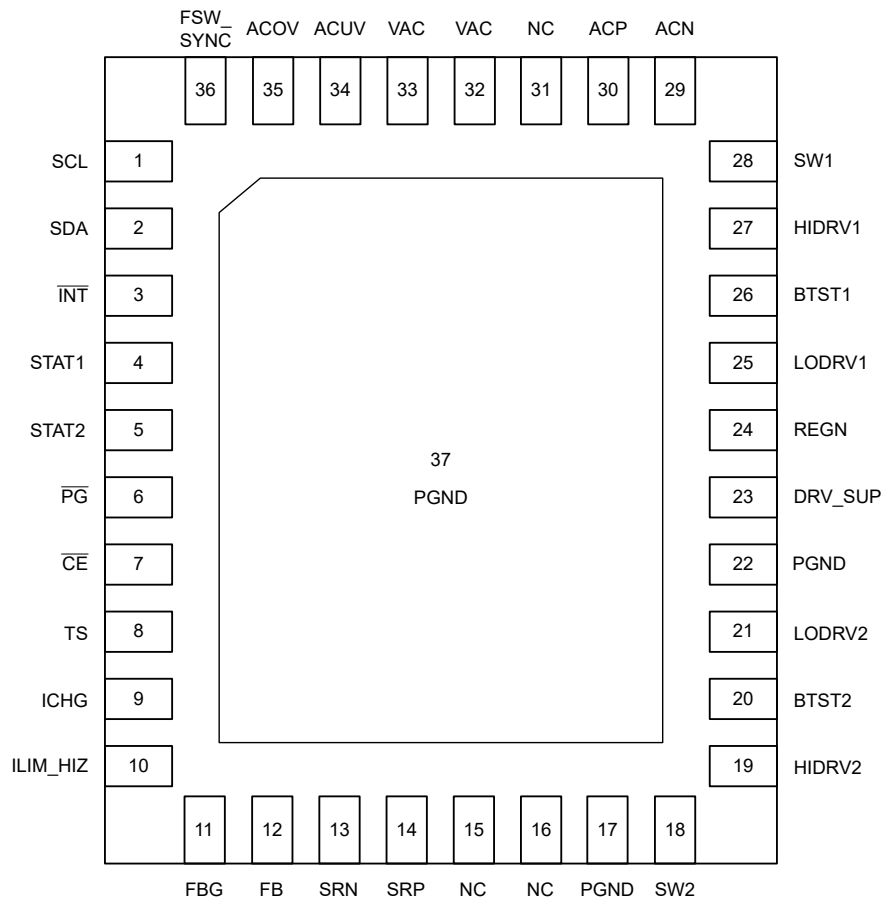 FSW_
SYNC
ACOV
ACUV
VAC
VAC
NC
ACP
ACN
36
35
34
33
32
31
30
29
SCL
1
28
SW1
SDA
2
27
HIDRV1
INT
3
26
BTST1
STAT1
4
25
LODRV1
STAT2
5
24
REGN
37
PG
6
PGND
23
DRV_SUP
CE
7
22
PGND
TS
8
21
LODRV2
ICHG
9
20
BTST2
ILIM_HIZ
10
19
HIDRV2
11
12
13
14
15
16
17
18
FBG
FB
SRN
SRP
NC
NC
PGND
SW2